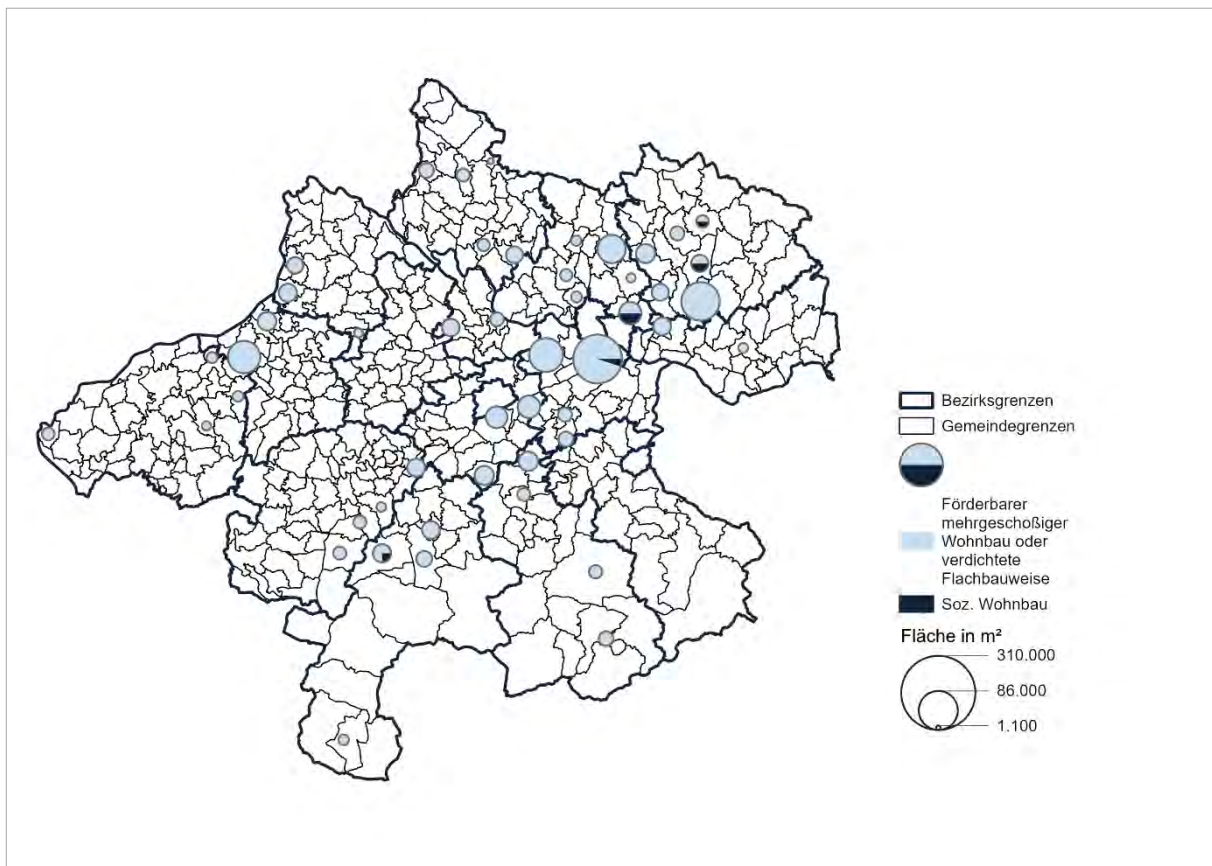 Bezirksgrenzen
Gemeindegrenzen
Förderbarer
mehrgeschoßiger
Wohnbau oder
verdichtete
Flachbauweise
Soz. Wohnbau
Fläche in m²
310.000
86.000
1.100